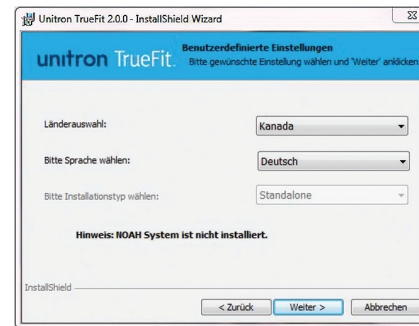 Unitron TrueFit 2.0.0 - InstallShield Wizard
unitron TrueFit.
Benutzerdefinierte Einstellungen
Bitte gewünschte Einstellung wählen und 'Weiter' anklicken
Länderauswahl:
Kanada
Bitte Sprache wählen:
Deutsch
Bitte Installationstyp wählen:
Standalone
Hinweis: NOAH System ist nicht installiert.
InstallShield
< Zurück
Weiter >
Abbrechen